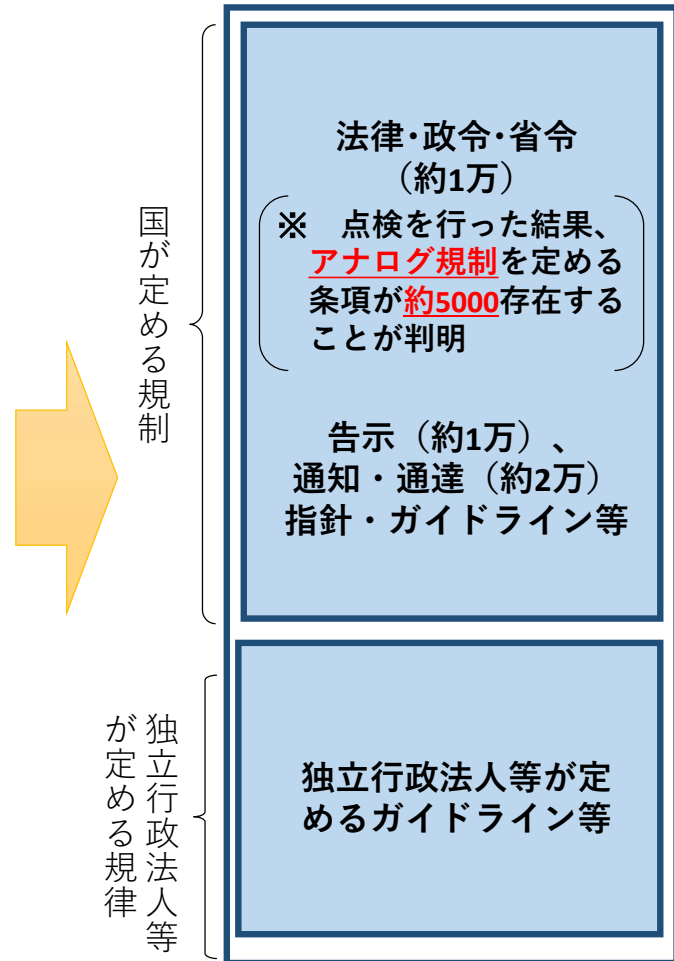 国が定める規制
法律・政令・省令
（約1万）
※　点検を行った結果、
アナログ規制を定める
条項が約5000存在する
ことが判明
告示（約1万）、
通知・通達（約2万）
指針・ガイドライン等
独立行政法人等
が定める規律
独立行政法人等が定
めるガイドライン等